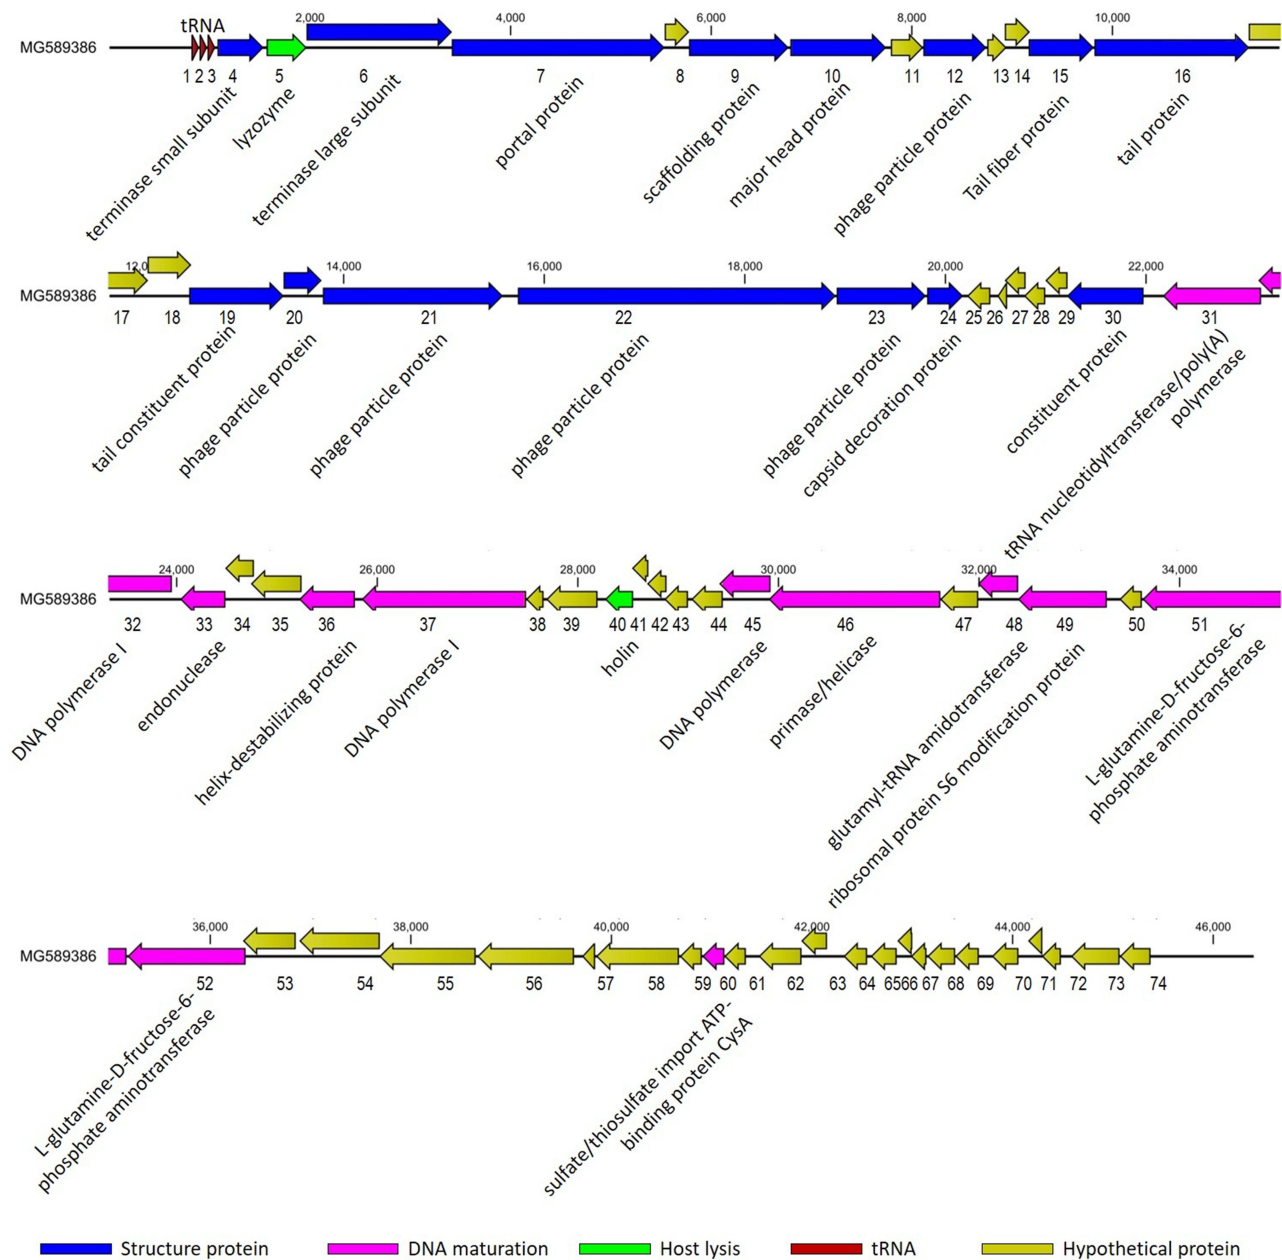 tRNA
2,000 4,000 6,000 8,000 10,000
MG589386
1 2 3 4 5 6 7 8 9 10 11 12 13 14 15 16
terminase small subunit
lyzozyme
terminase large subunit
portal protein
scaffolding protein
major head protein
phage particle protein
Tail fiber protein
tail protein
14,000 16,000 18,000 20,000 22,000
MG589386
17 18 19 20 21 22 23 24 25 26 27 28 29 30 31
tail constituent protein
phage particle protein
phage particle protein
phage particle protein
phage particle protein
capsid decoration protein
constituent protein
tRNA nucleotidyltransferase/poly(A)
polymerase
24,000 26,000 28,000 30,000 32,000 34,000
MG589386
32 33 34 35 36 37 38 39 40 41 42 43 44 45 46 47 48 49 50 51
DNA polymerase I
endonuclease
helix-destabilizing protein
DNA polymerase I
holin
DNA polymerase
primase/helicase
glutamyl-tRNA amidotransferase
ribosomal protein S6 modification protein
L-glutamine-D-fructose-6-
phosphate aminotransferase
36,000 38,000 40,000 42,000 44,000 46,000
MG589386
52 53 54 55 56 57 58 59 60 61 62 63 64 65 66 67 68 69 70 71 72 73 74
L-glutamine-D-fructose-6-
phosphate aminotransferase
sulfate/thiosulfate import ATP-
binding protein CysA
Structure protein DNA maturation Host lysis tRNA Hypothetical protein